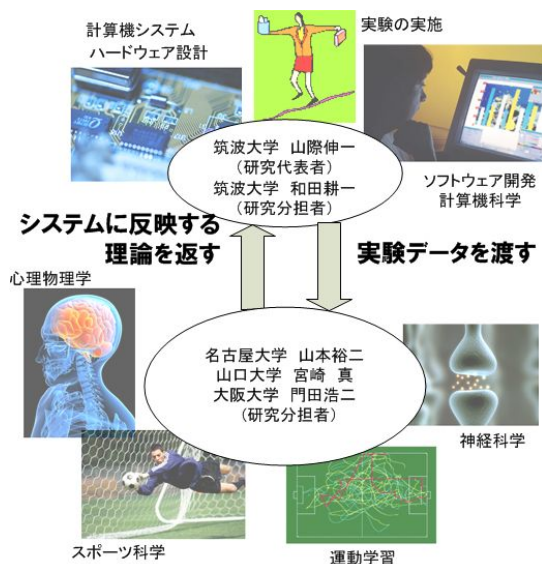 計算機システム
ハードウェア設計
実験の実施
筑波大学 山際伸一
(研究代表者)
筑波大学 和田耕一
(研究分担者)
ソフトウェア開発
計算機科学
システムに反映する
理論を返す
実験データを渡す
心理物理学
名古屋大学 山本裕二
山口大学 宮崎 真
大阪大学 門田浩二
(研究分担者)
神経科学
スポーツ科学
運動学習